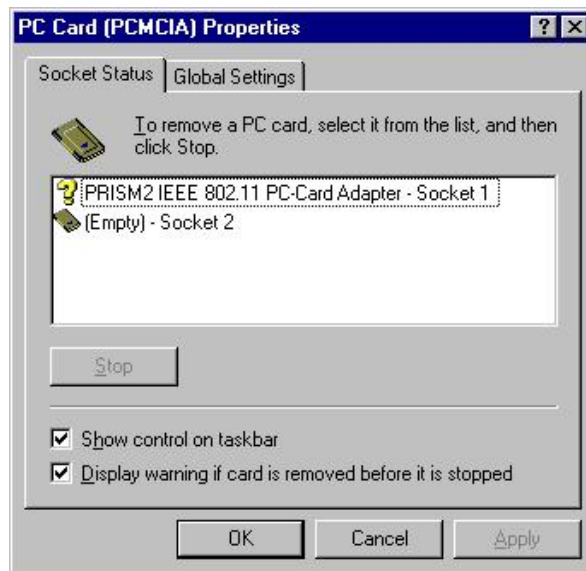 PC Card (PCMCIA) Properties
Socket Status
Global Settings
To remove a PC card, select it from the list, and then
click Stop.
PRISM2 IEEE 802.11 PC-Card Adapter - Socket 1
(Empty) - Socket 2
Stop
Show control on taskbar
Display warning if card is removed before it is stopped
OK
Cancel
Apply